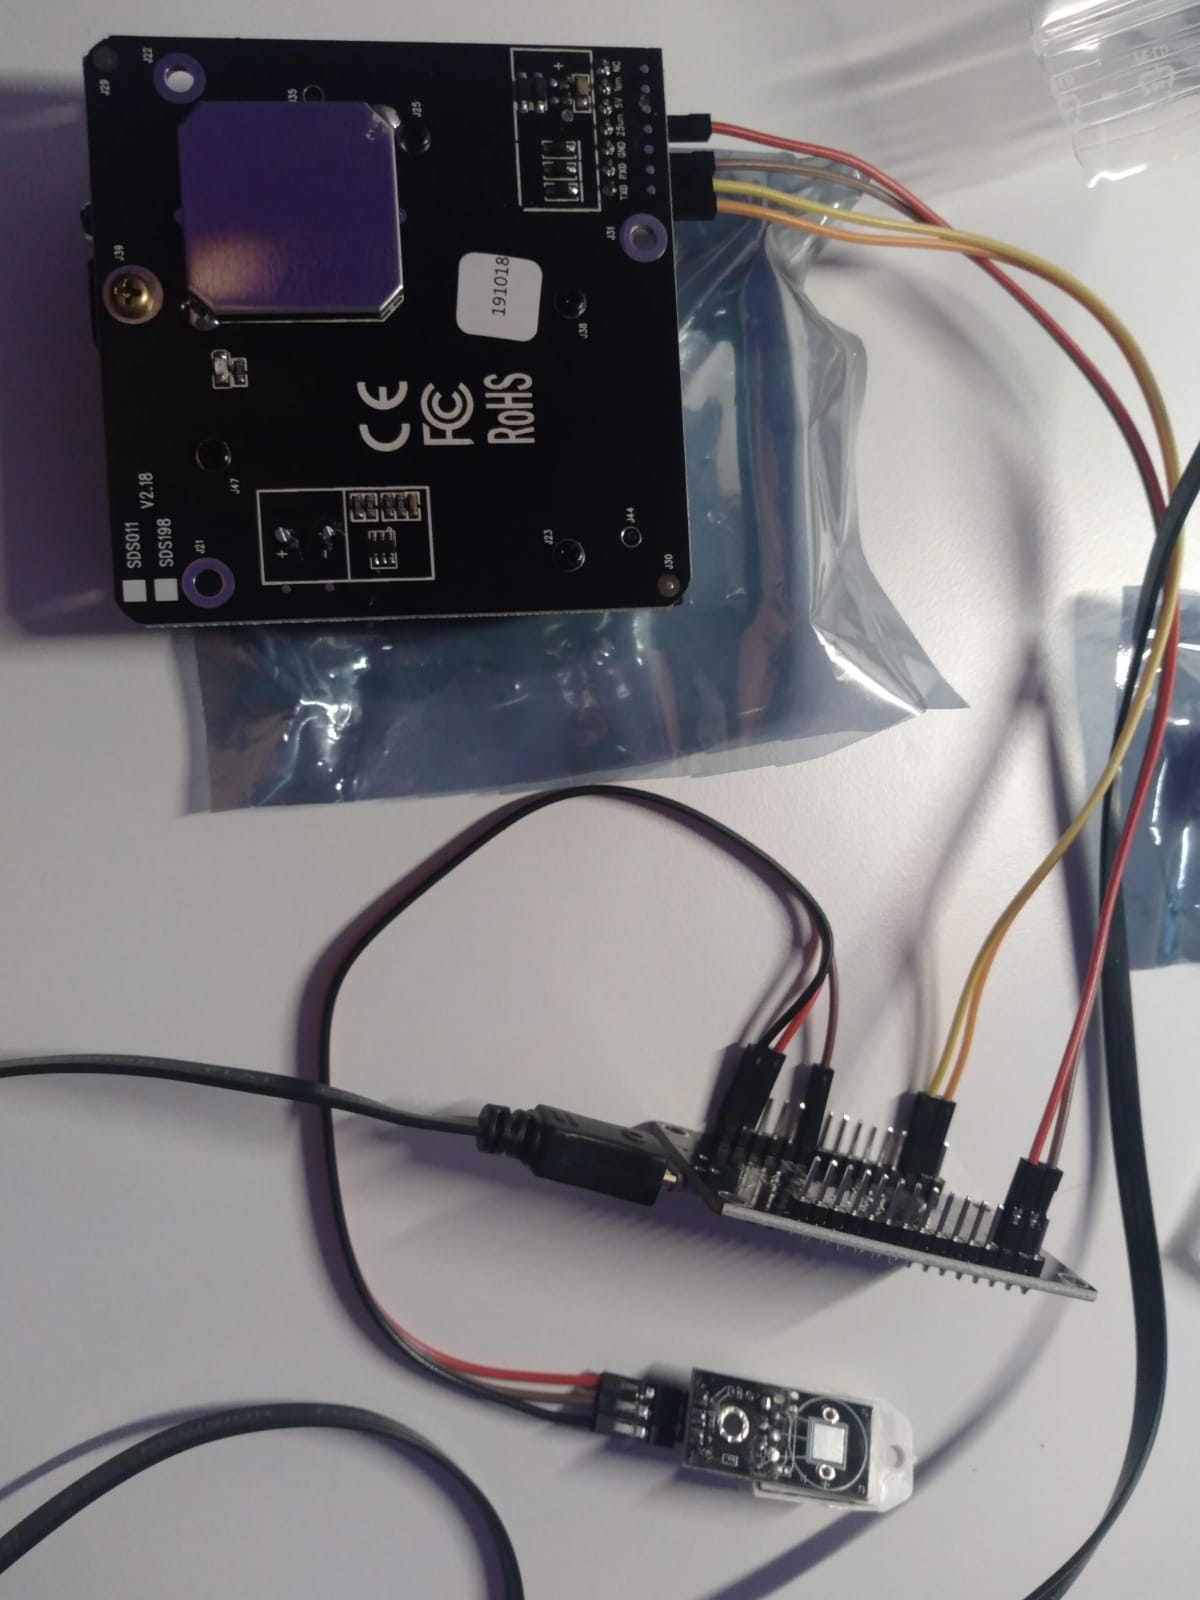 J29
J22
J35
J25
TXD PXD GND 25um 5V 1um NC
J31
J39
191018
J38
CE
FC
RoHS
J47
SDS011 V2.18
SDS198
J21
J23
J44
J30